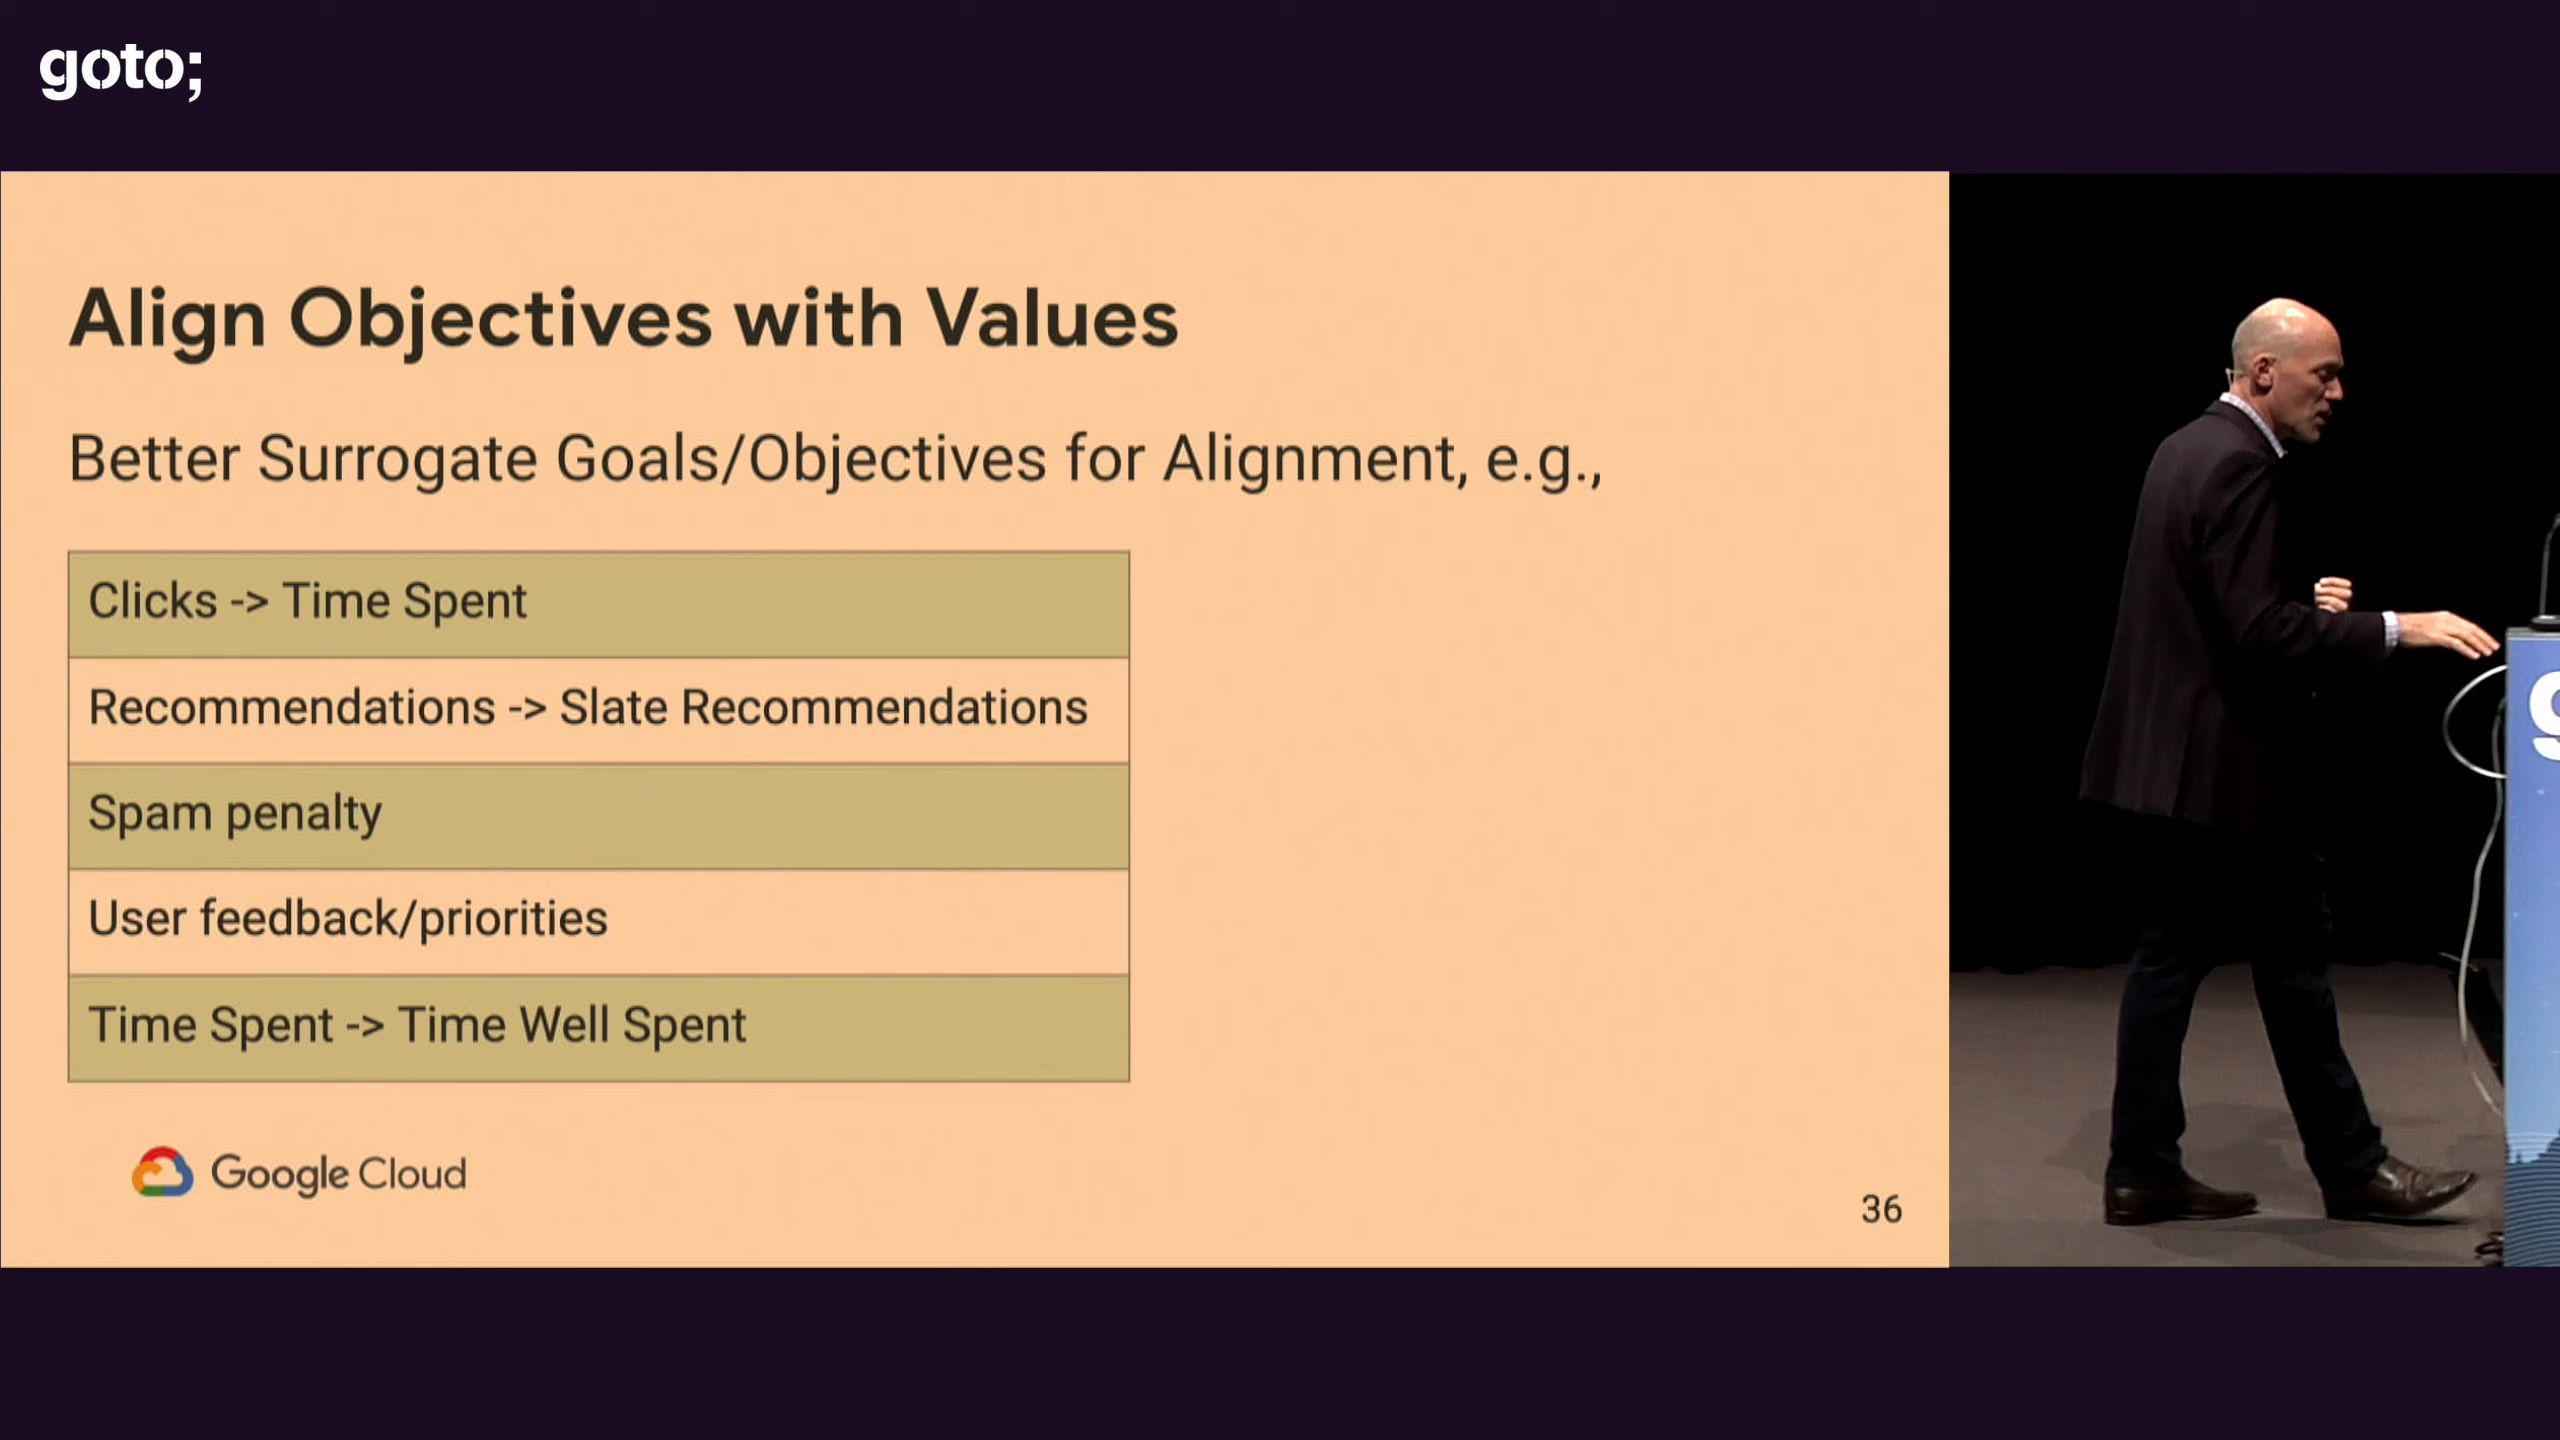 goto;
Align Objectives with Values
Better Surrogate Goals/Objectives for Alignment, e.g.,
Clicks -> Time Spent
Recommendations -> Slate Recommendations
Spam penalty
User feedback/priorities
Time Spent -> Time Well Spent
Google Cloud
36
g